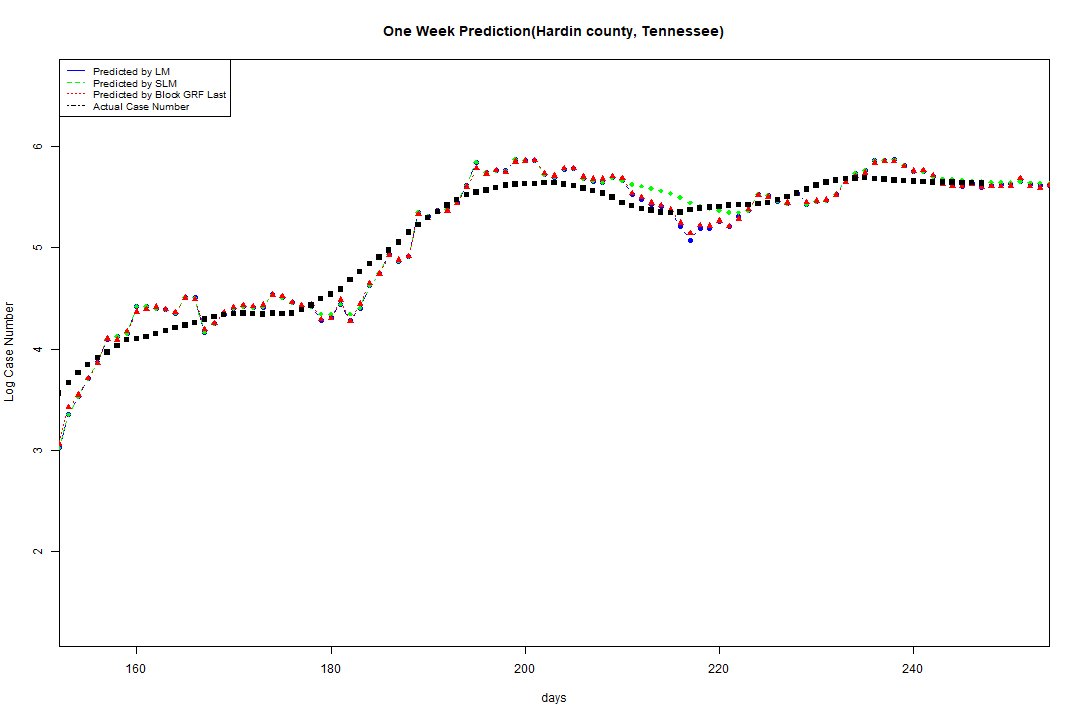 One Week Prediction(Hardin county, Tennessee)
Predicted by LM
Predicted by SLM
Predicted by Block GRF Last
Actual Case Number
6
5
4
3
2
Log Case Number
160 180 200 220 240
days